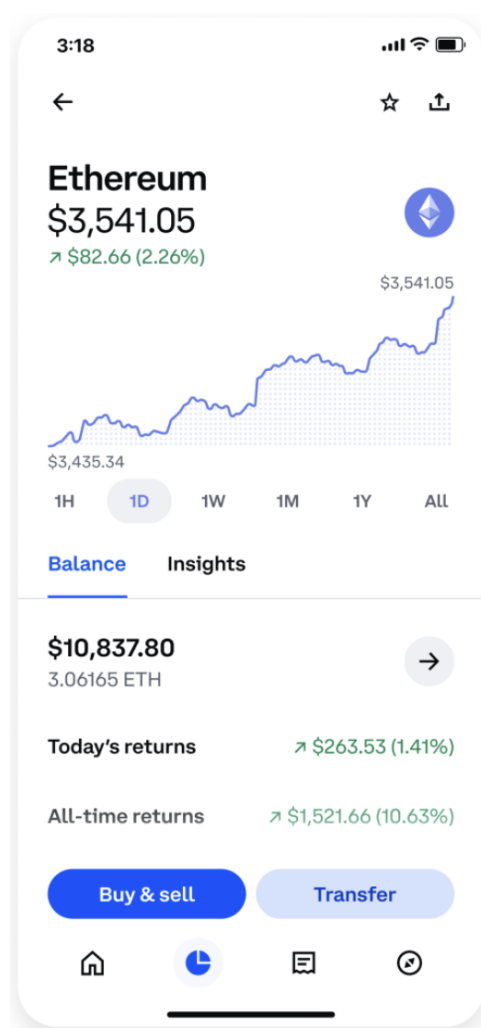 3:18
Ethereum
$3,541.05
↗ $82.66 (2.26%)
$3,541.05
$3,435.34
1H 1D 1W 1M 1Y All
Balance Insights
$10,837.80
3.06165 ETH
Today's returns ↗ $263.53 (1.41%)
All-time returns ↗ $1,521.66 (10.63%)
Buy & sell Transfer